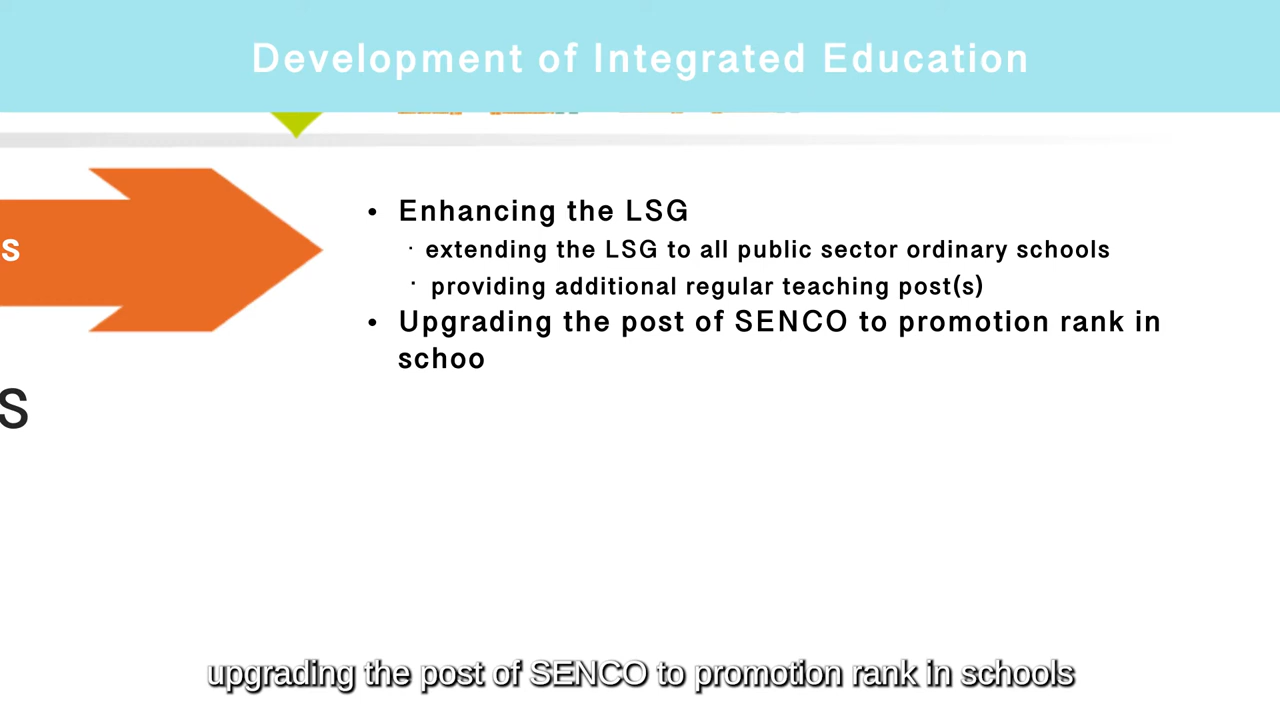 Development of Integrated Education
s
• Enhancing the LSG
· extending the LSG to all public sector ordinary schools
· providing additional regular teaching post(s)
• Upgrading the post of SENCO to promotion rank in
schoo
s
upgrading the post of SENCO to promotion rank in schools